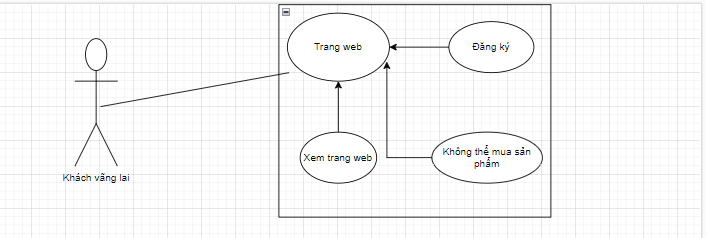 Trang web
Đăng ký
Xem trang web
Không thể mua sản
phẩm
Khách vãng lai